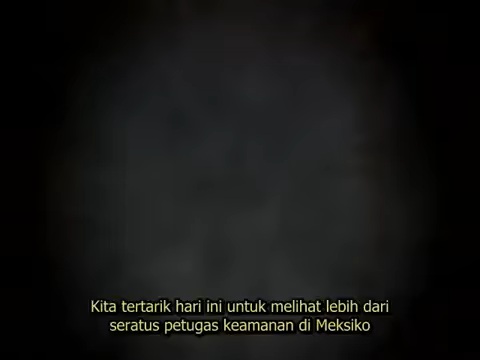 Kita tertarik hari ini untuk melihat lebih dari
seratus petugas keamanan di Meksiko